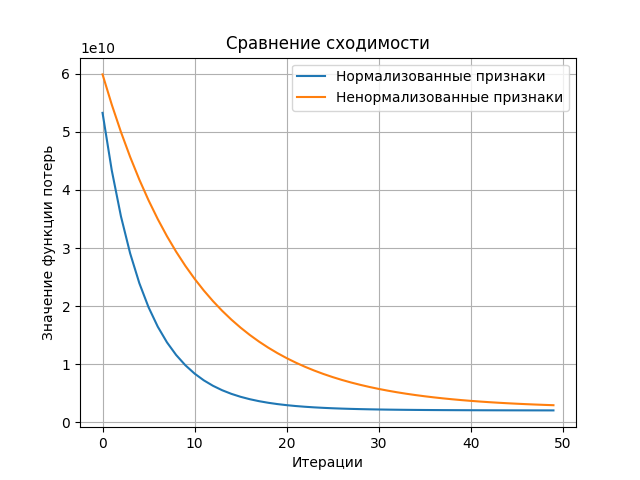 Сравнение сходимости
1e10
Нормализованные признаки
Ненормализованные признаки
Значение функции потерь
6
5
4
3
2
1
0
0 10 20 30 40 50
Итерации